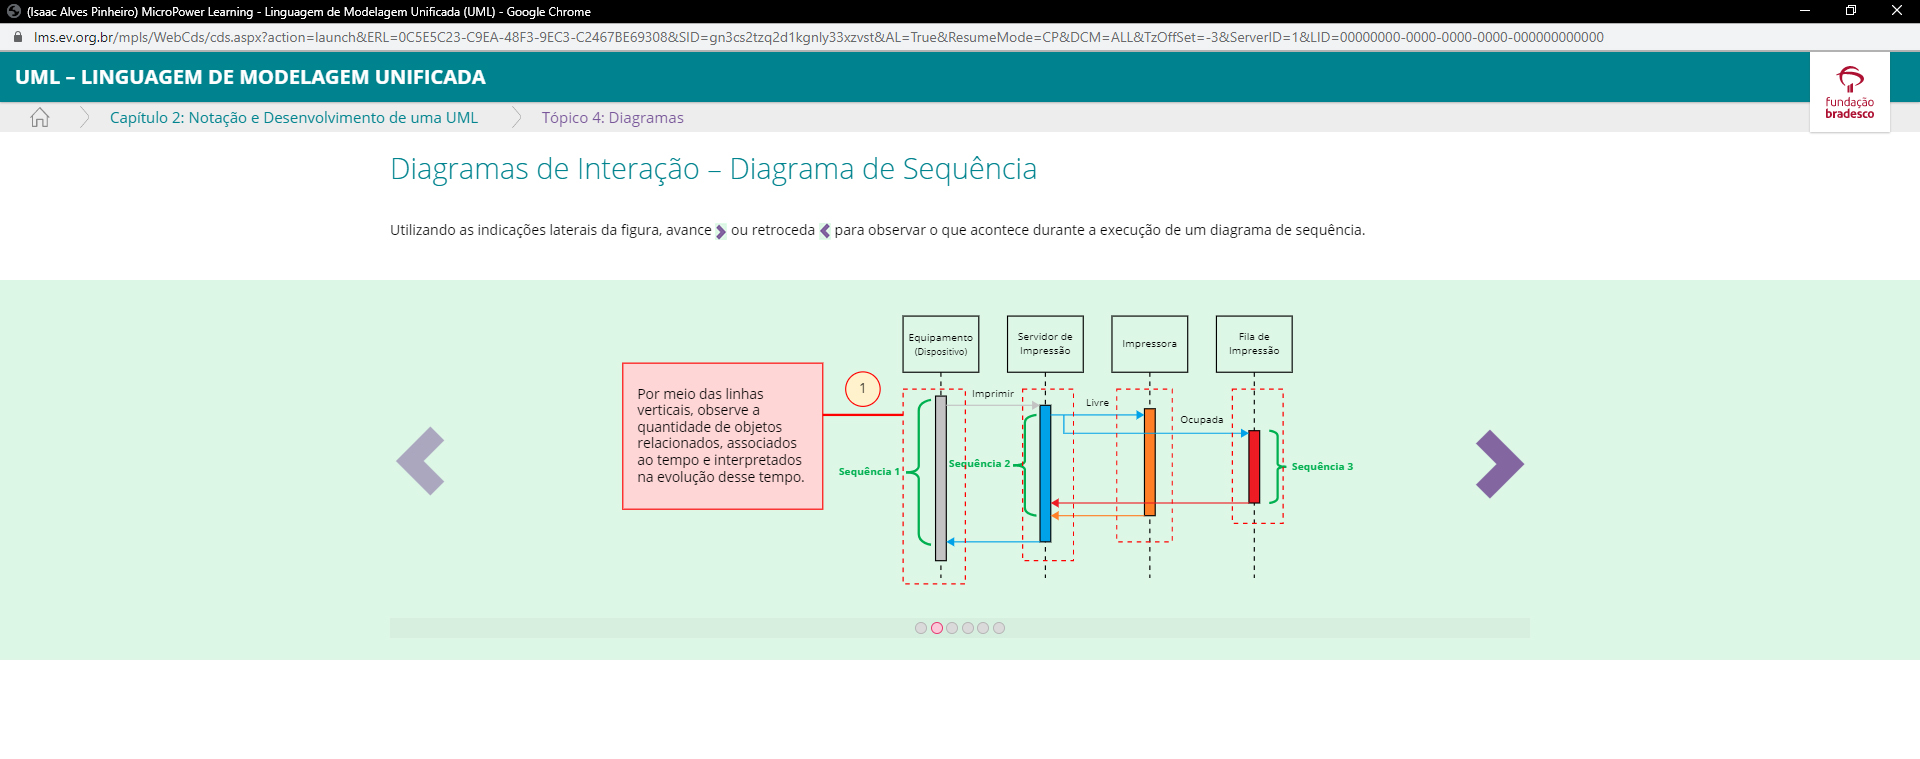 (Isaac Alves Pinheiro) MicroPower Learning - Linguagem de Modelagem Unificada (UML) - Google Chrome
lms.ev.org.br/mpls/WebCds/cds.aspx?action=launch&ERL=0C5E5C23-C9EA-48F3-9EC3-C2467BE69308&SID=gn3cs2tzq2d1kgnly33xzvst&AL=True&ResumeMode=CP&DCM=ALL&TzOffSet=-3&ServerID=1&LID=00000000-0000-0000-0000-000000000000
UML – LINGUAGEM DE MODELAGEM UNIFICADA
fundação
bradesco
Capítulo 2: Notação e Desenvolvimento de uma UML
Tópico 4: Diagramas
Diagramas de Interação – Diagrama de Sequência
Utilizando as indicações laterais da figura, avance ou retroceda para observar o que acontece durante a execução de um diagrama de sequência.
Por meio das linhas
verticais, observe a
quantidade de objetos
relacionados, associados
ao tempo e interpretados
na evolução desse tempo.
1
Equipamento
(Dispositivo)
Servidor de
Impressão
Impressora
Fila de
Impressão
Imprimir
Livre
Ocupada
Sequência 1
Sequência 2
Sequência 3